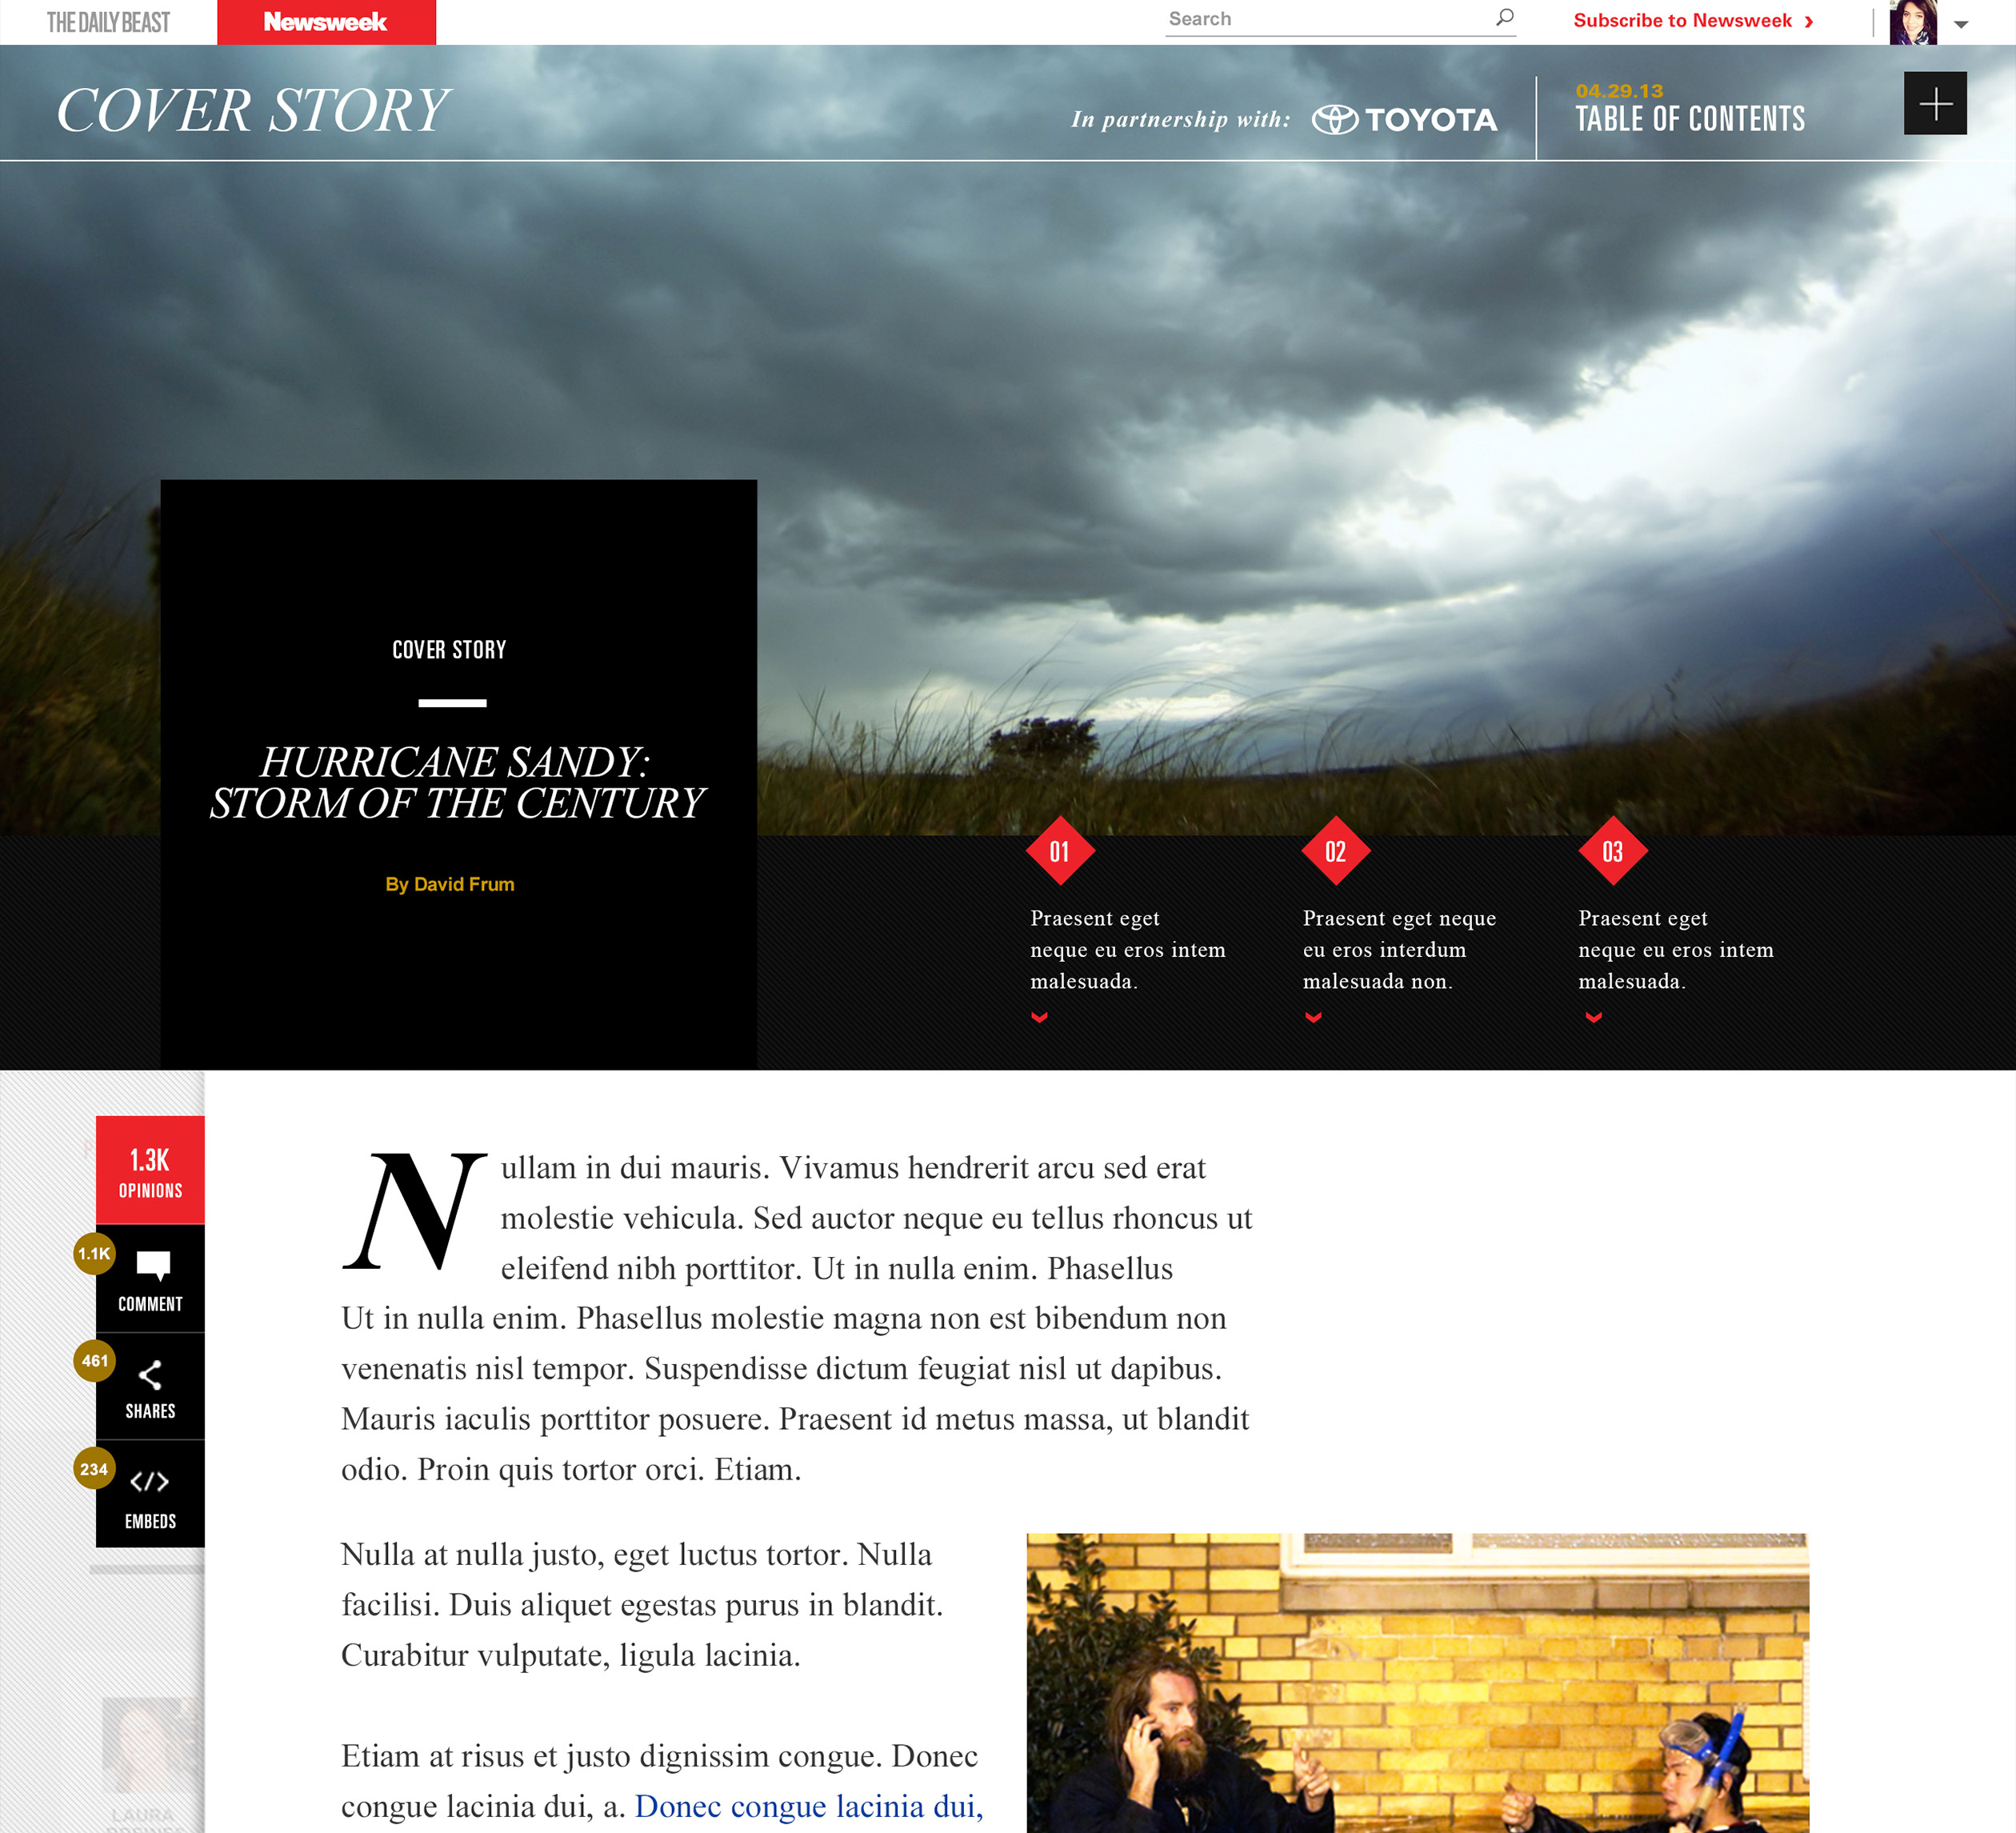 THE DAILY BEAST
Newsweek
Search
Subscribe to Newsweek
COVER STORY
In partnership with: TOYOTA
04.29.13
TABLE OF CONTENTS
COVER STORY
HURRICANE SANDY:
STORM OF THE CENTURY
By David Frum
01
Praesent eget
neque eu eros intem
malesuada.
02
Praesent eget neque
eu eros interdum
malesuada non.
03
Praesent eget
neque eu eros intem
malesuada.
1.3K
OPINIONS
1.1K
COMMENT
461
SHARES
234
EMBEDS
LAURA
Nullam in dui mauris. Vivamus hendrerit arcu sed erat
molestie vehicula. Sed auctor neque eu tellus rhoncus ut
eleifend nibh porttitor. Ut in nulla enim. Phasellus
Ut in nulla enim. Phasellus molestie magna non est bibendum non
venenatis nisl tempor. Suspendisse dictum feugiat nisl ut dapibus.
Mauris iaculis porttitor posuere. Praesent id metus massa, ut blandit
odio. Proin quis tortor orci. Etiam.
Nulla at nulla justo, eget luctus tortor. Nulla
facilisi. Duis aliquet egestas purus in blandit.
Curabitur vulputate, ligula lacinia.
Etiam at risus et justo dignissim congue. Donec
congue lacinia dui, a. Donec congue lacinia dui,